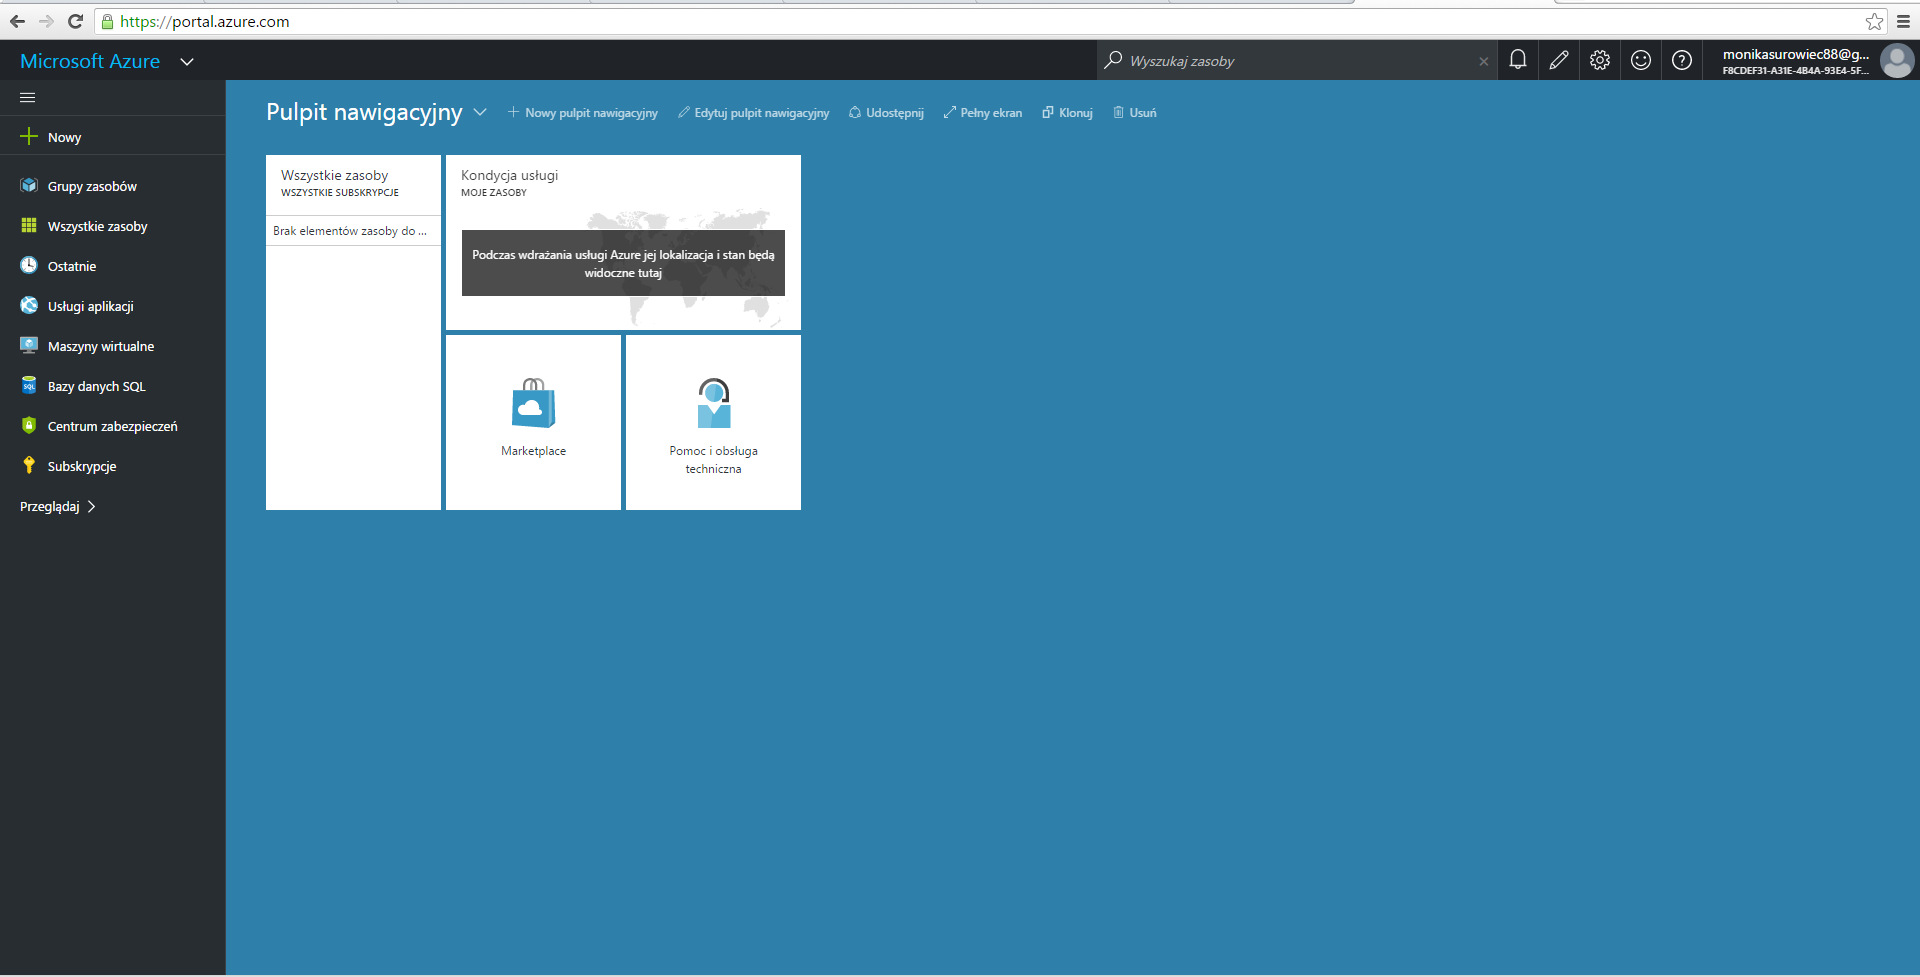 https://portal.azure.com
Microsoft Azure
Wyszukaj zasoby
monikasurowiec88@g...
F8CDEF31-A31E-4B4A-93E4-5F...
Nowy
Grupy zasobów
Wszystkie zasoby
Ostatnie
Usługi aplikacji
Maszyny wirtualne
Bazy danych SQL
SQL
Centrum zabezpieczeń
Subskrypcje
Przeglądaj
Pulpit nawigacyjny
Nowy pulpit nawigacyjny
Edytuj pulpit nawigacyjny
Udostępnij
Pełny ekran
Klonuj
Usuń
Wszystkie zasoby
WSZYSTKIE SUBSKRYPCJE
Brak elementów zasoby do ...
Kondycja usługi
MOJE ZASOBY
Podczas wdrażania usługi Azure jej lokalizacja i stan będą
widoczne tutaj
Marketplace
Pomoc i obsługa
techniczna